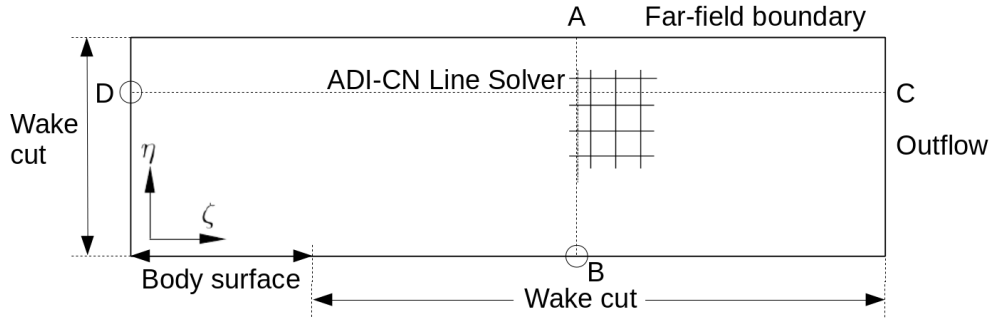 A
Far-field boundary
ADI-CN Line Solver
D
C
Wake
cut
η
Outflow
ζ
Body surface
B
Wake cut